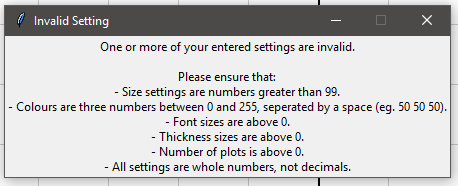 Invalid Setting
One or more of your entered settings are invalid.
Please ensure that:
- Size settings are numbers greater than 99.
- Colours are three numbers between 0 and 255, seperated by a space (eg. 50 50 50).
- Font sizes are above 0.
- Thickness sizes are above 0.
- Number of plots is above 0.
- All settings are whole numbers, not decimals.